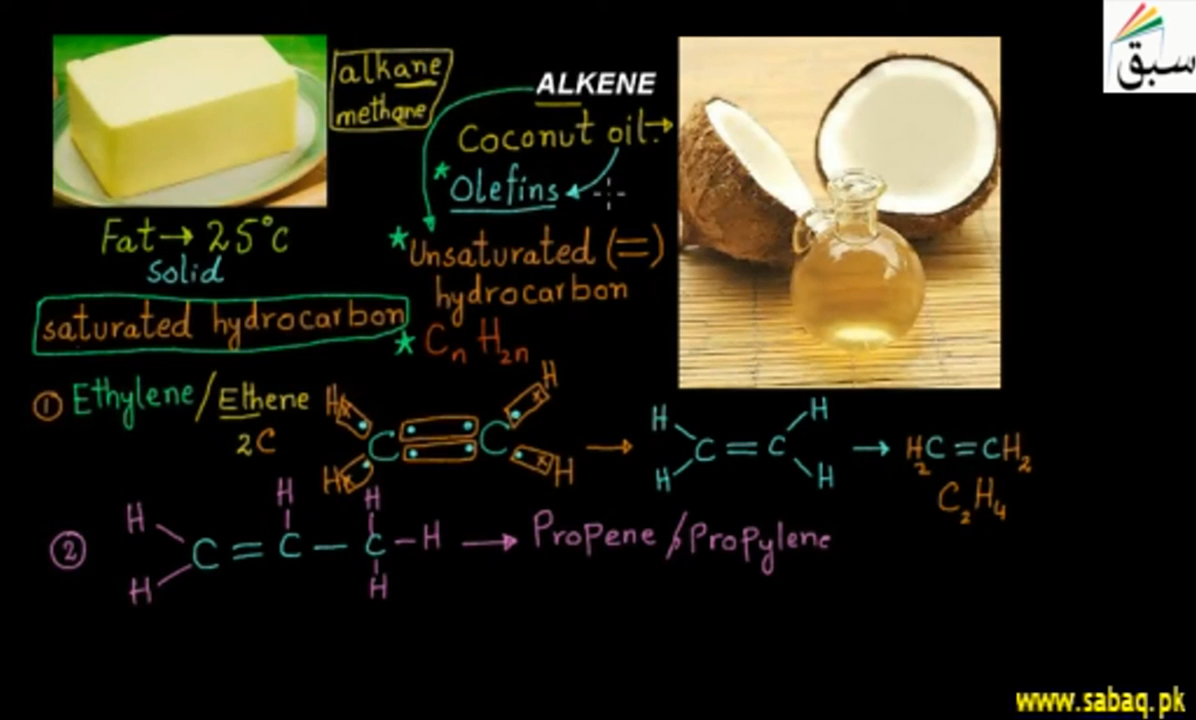 سبق
alkane
methane
ALKENE
Coconut oil.→
* Olefins
Fat → 25°C
solid
* Unsaturated (=)
hydrocarbon
saturated hydrocarbon
* CₙH₂ₙ
① Ethylene/Ethene
2C
H H
C C
H H
→
H H
C = C
H H
→ H₂C = CH₂
C₂H₄
②
H H H
C = C – C – H → Propene / Propylene
H H
www.sabaq.pk